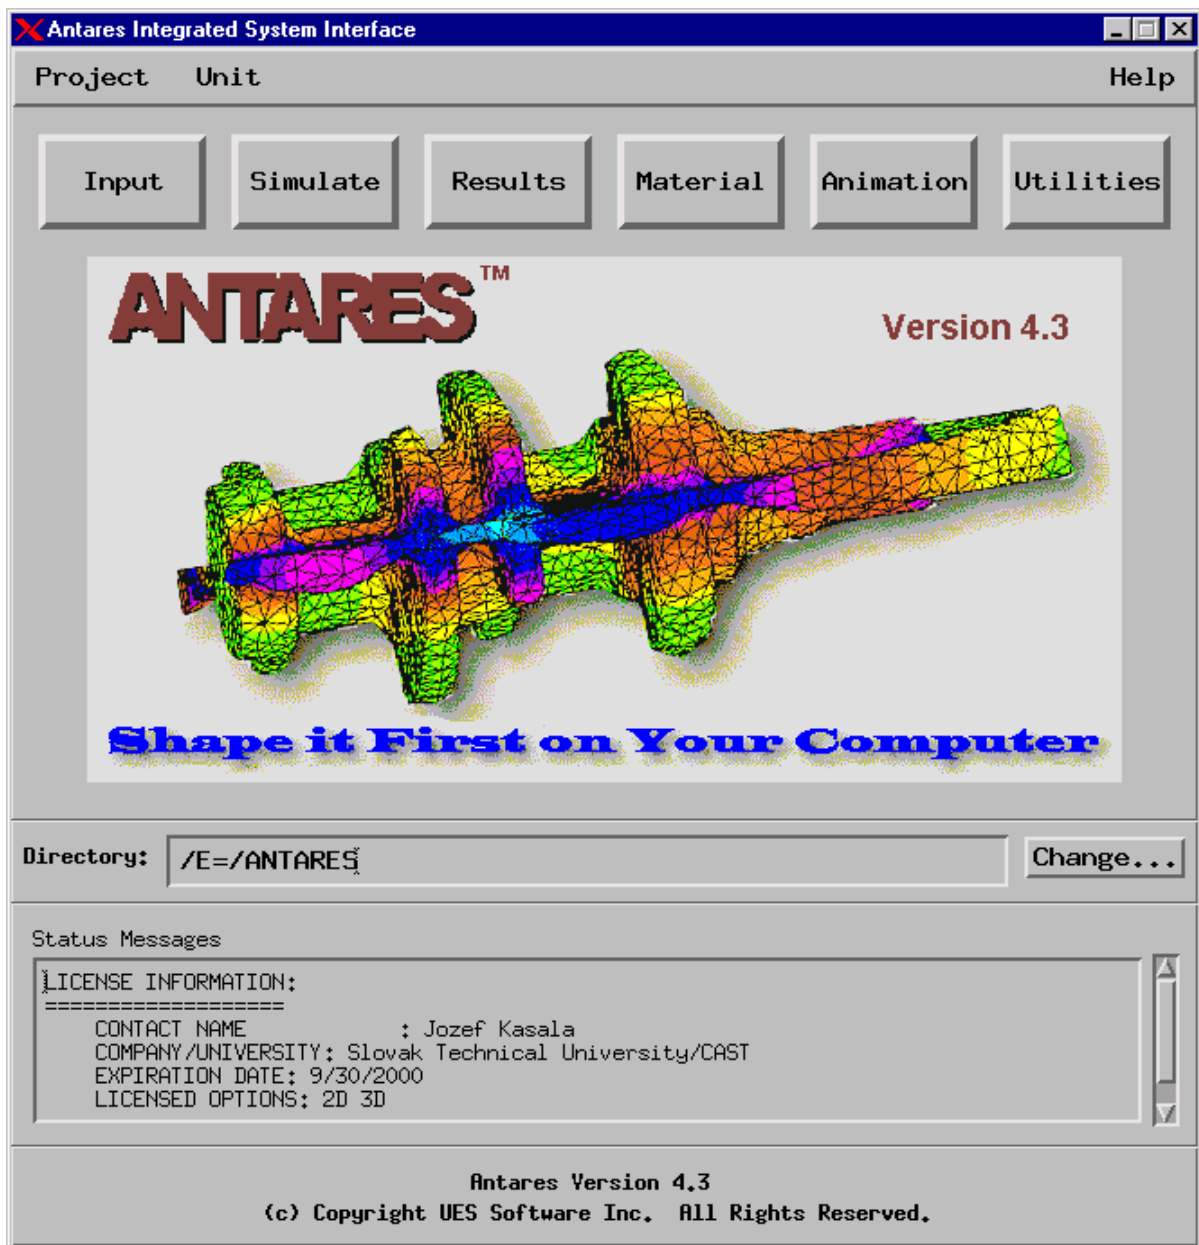 Antares Integrated System Interface
Project Unit Help
Input Simulate Results Material Animation Utilities
ANTARES™
Version 4.3
Shape it First on Your Computer
Directory: /E=/ANTARES Change...
Status Messages
LICENSE INFORMATION:
===================
CONTACT NAME : Jozef Kasala
COMPANY/UNIVERSITY: Slovak Technical University/CAST
EXPIRATION DATE: 9/30/2000
LICENSED OPTIONS: 2D 3D
Antares Version 4.3
(c) Copyright UES Software Inc. All Rights Reserved.